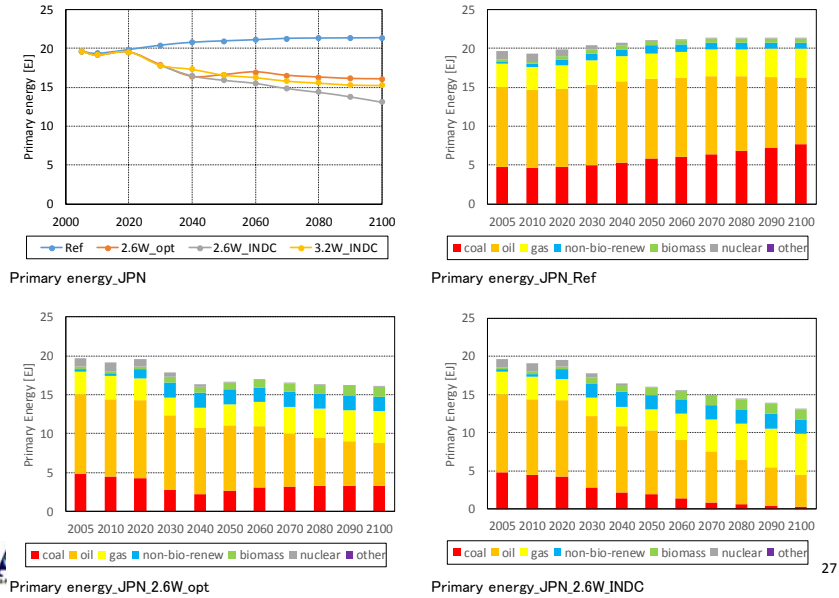 25
20
15
10
5
0
Primary energy [EJ]
2000 2020 2040 2060 2080 2100
Ref 2.6W_opt 2.6W_INDC 3.2W_INDC
Primary energy_JPN
25
20
15
10
5
0
Primary Energy [EJ]
2005 2010 2020 2030 2040 2050 2060 2070 2080 2090 2100
coal oil gas non-bio-renew biomass nuclear other
Primary energy_JPN_Ref
25
20
15
10
5
0
Primary Energy [EJ]
2005 2010 2020 2030 2040 2050 2060 2070 2080 2090 2100
coal oil gas non-bio-renew biomass nuclear other
Primary energy_JPN_2.6W_opt
25
20
15
10
5
0
Primary Energy [EJ]
2005 2010 2020 2030 2040 2050 2060 2070 2080 2090 2100
coal oil gas non-bio-renew biomass nuclear other
Primary energy_JPN_2.6W_INDC
27